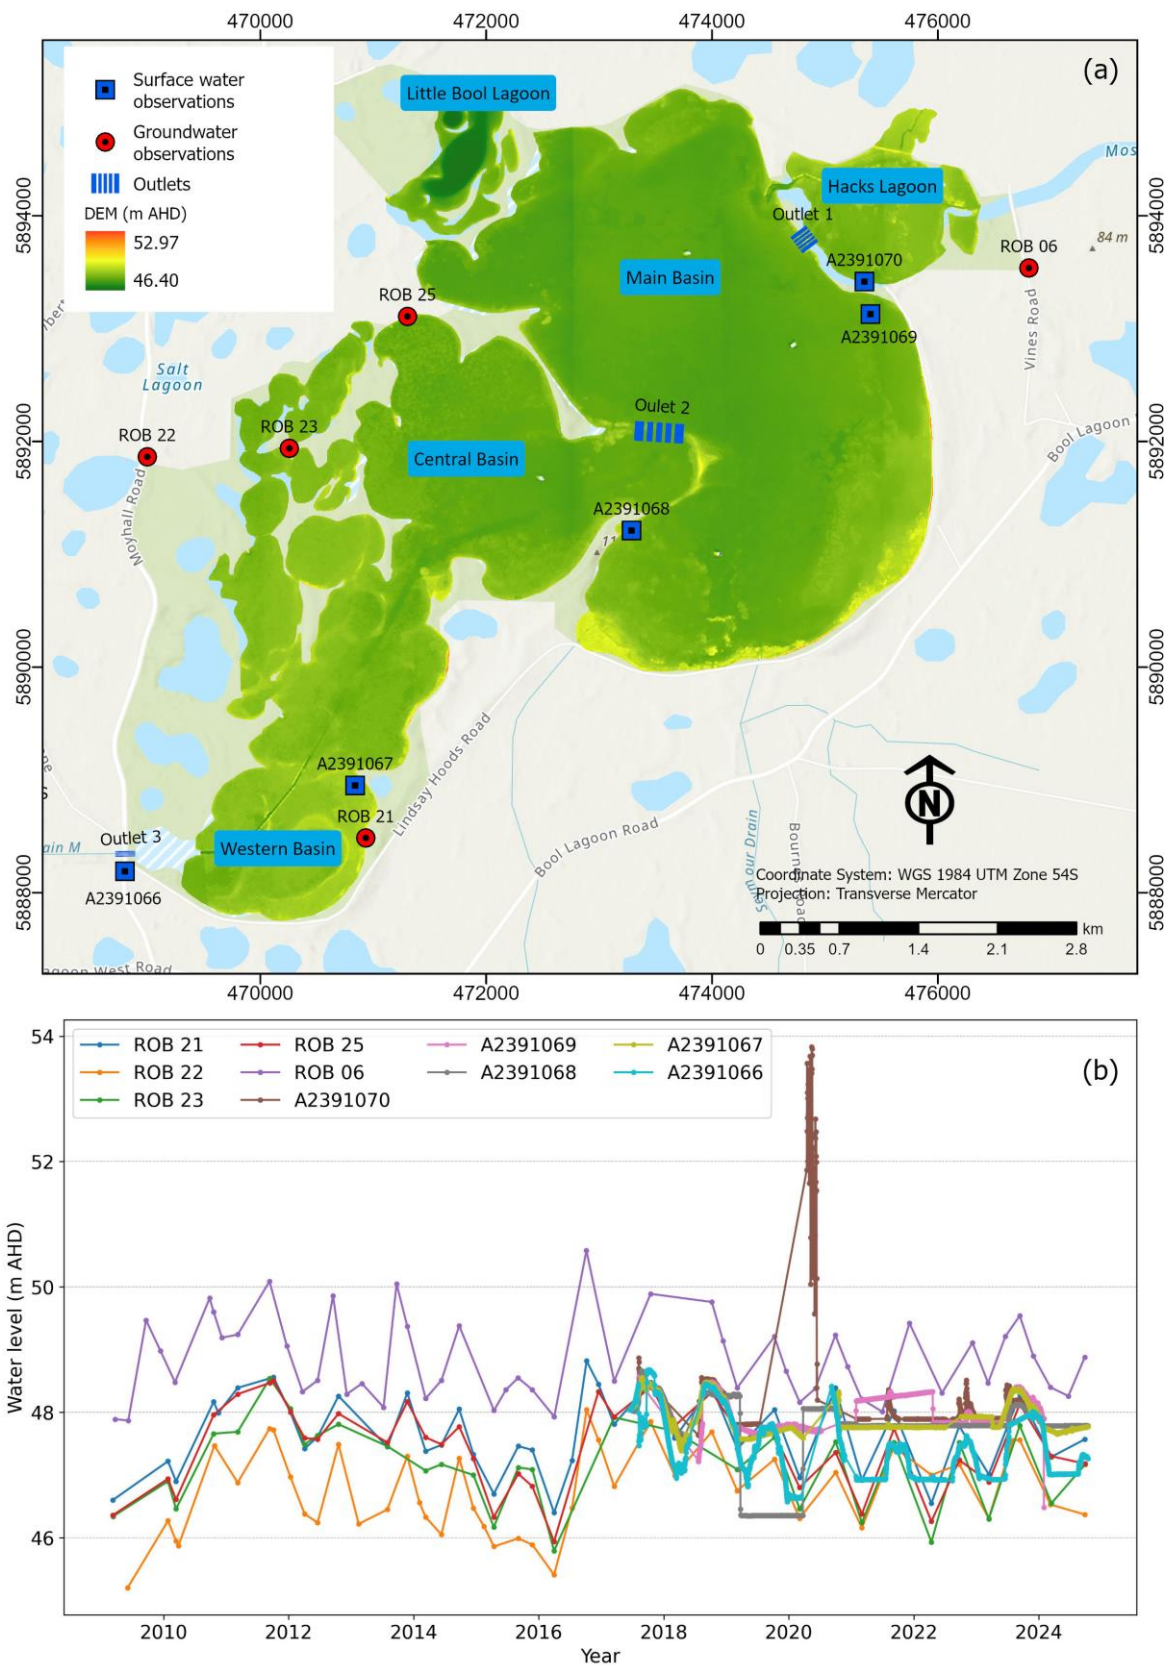 470000 472000 474000 476000
(a)
Surface water
observations
Groundwater
observations
Outlets
DEM (m AHD)
52.97
46.40
Little Bool Lagoon
Mos
Hacks Lagoon
5894000 5894000
Outlet 1
ROB 06
84 m
A2391070
Main Basin
ROB 25
A2391069
Vines Road
Salt
Lagoon
Oulet 2
ROB 23
ROB 22
5892000 5892000
Bool Lagoon
Central Basin
Moyhall Road
A2391068
11
5890000 5890000
A2391067
Lindsay Hoods Road
ROB 21
Outlet 3
ain M
Western Basin
Bool Lagoon Road
A2391066
5888000 5888000
Coordinate System: WGS 1984 UTM Zone 54S
Projection: Transverse Mercator
N
km
0 0.35 0.7 1.4 2.1 2.8
agoon West Road
470000 472000 474000 476000
(b)
ROB 21 ROB 25 A2391069 A2391067
ROB 22 ROB 06 A2391068 A2391066
ROB 23 A2391070
Water level (m AHD)
54
52
50
48
46
2010 2012 2014 2016 2018 2020 2022 2024
Year